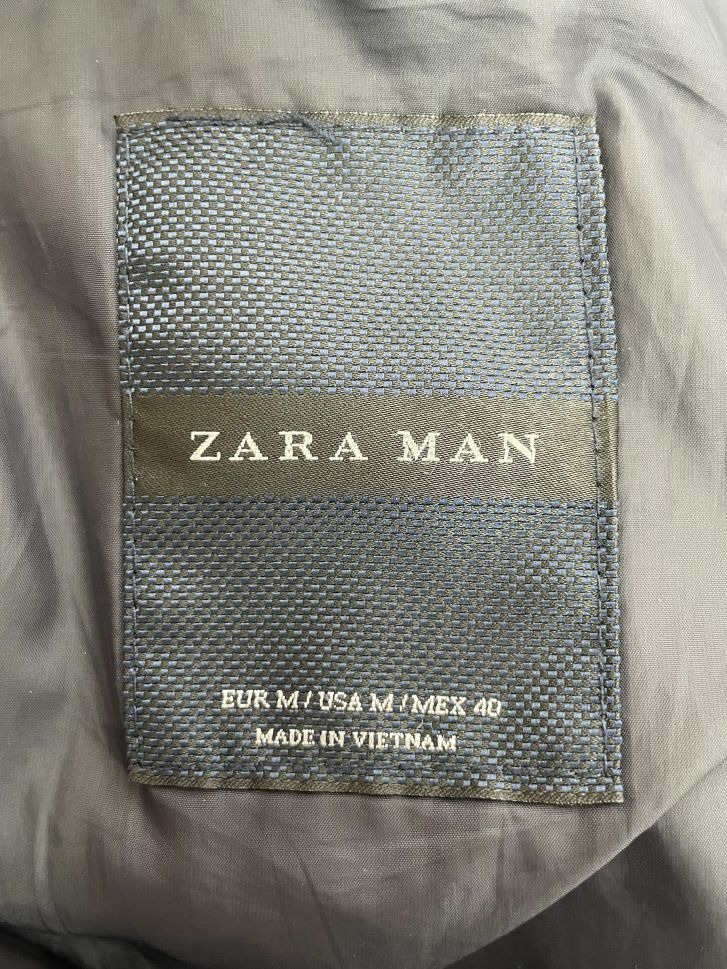 ZARA MAN
EUR M / USA M / MEX 40
MADE IN VIETNAM